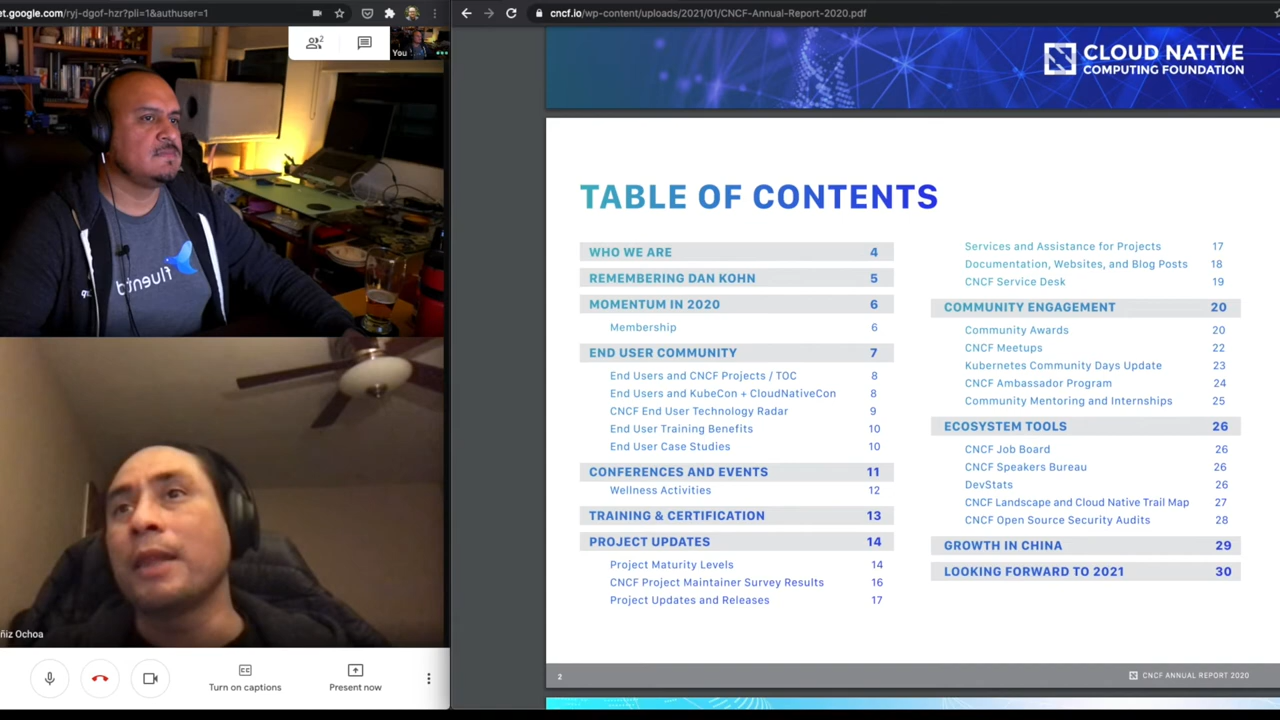 et.google.com/ryj-dgof-hzr?pli=1&authuser=1
2
You
fluentd
ñiz Ochoa
Turn on captions
Present now
cncf.io/wp-content/uploads/2021/01/CNCF-Annual-Report-2020.pdf
CLOUD NATIVE
COMPUTING FOUNDATION
TABLE OF CONTENTS
WHO WE ARE 4
REMEMBERING DAN KOHN 5
MOMENTUM IN 2020 6
Membership 6
END USER COMMUNITY 7
End Users and CNCF Projects / TOC 8
End Users and KubeCon + CloudNativeCon 8
CNCF End User Technology Radar 9
End User Training Benefits 10
End User Case Studies 10
CONFERENCES AND EVENTS 11
Wellness Activities 12
TRAINING & CERTIFICATION 13
PROJECT UPDATES 14
Project Maturity Levels 14
CNCF Project Maintainer Survey Results 16
Project Updates and Releases 17
Services and Assistance for Projects 17
Documentation, Websites, and Blog Posts 18
CNCF Service Desk 19
COMMUNITY ENGAGEMENT 20
Community Awards 20
CNCF Meetups 22
Kubernetes Community Days Update 23
CNCF Ambassador Program 24
Community Mentoring and Internships 25
ECOSYSTEM TOOLS 26
CNCF Job Board 26
CNCF Speakers Bureau 26
DevStats 26
CNCF Landscape and Cloud Native Trail Map 27
CNCF Open Source Security Audits 28
GROWTH IN CHINA 29
LOOKING FORWARD TO 2021 30
2
CNCF ANNUAL REPORT 2020